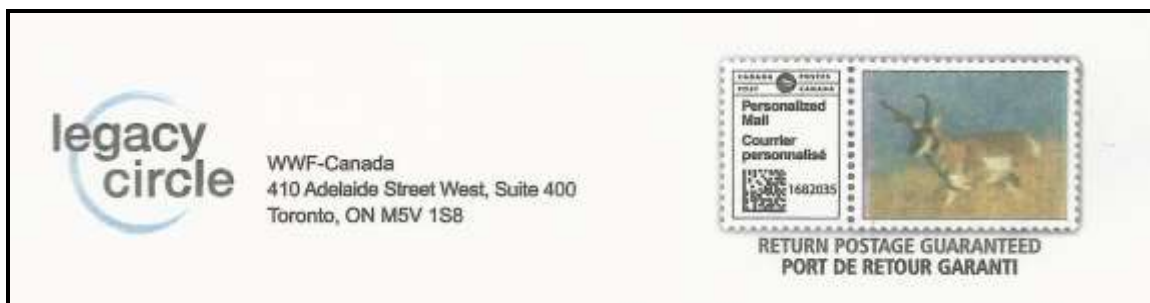 legacy
circle
WWF-Canada
410 Adelaide Street West, Suite 400
Toronto, ON M5V 1S8
CANADA POSTES
POST CANADA
Personalized
Mail
Courrier
personnalisé
1682035
RETURN POSTAGE GUARANTEED
PORT DE RETOUR GARANTI